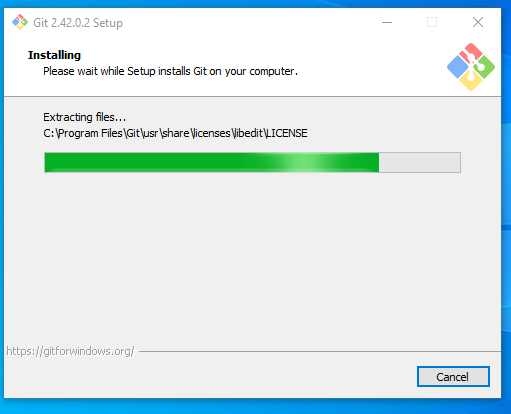 Git 2.42.0.2 Setup
Installing
Please wait while Setup installs Git on your computer.
Extracting files...
C:\Program Files\Git\usr\share\licenses\libedit\LICENSE
https://gitforwindows.org/
Cancel